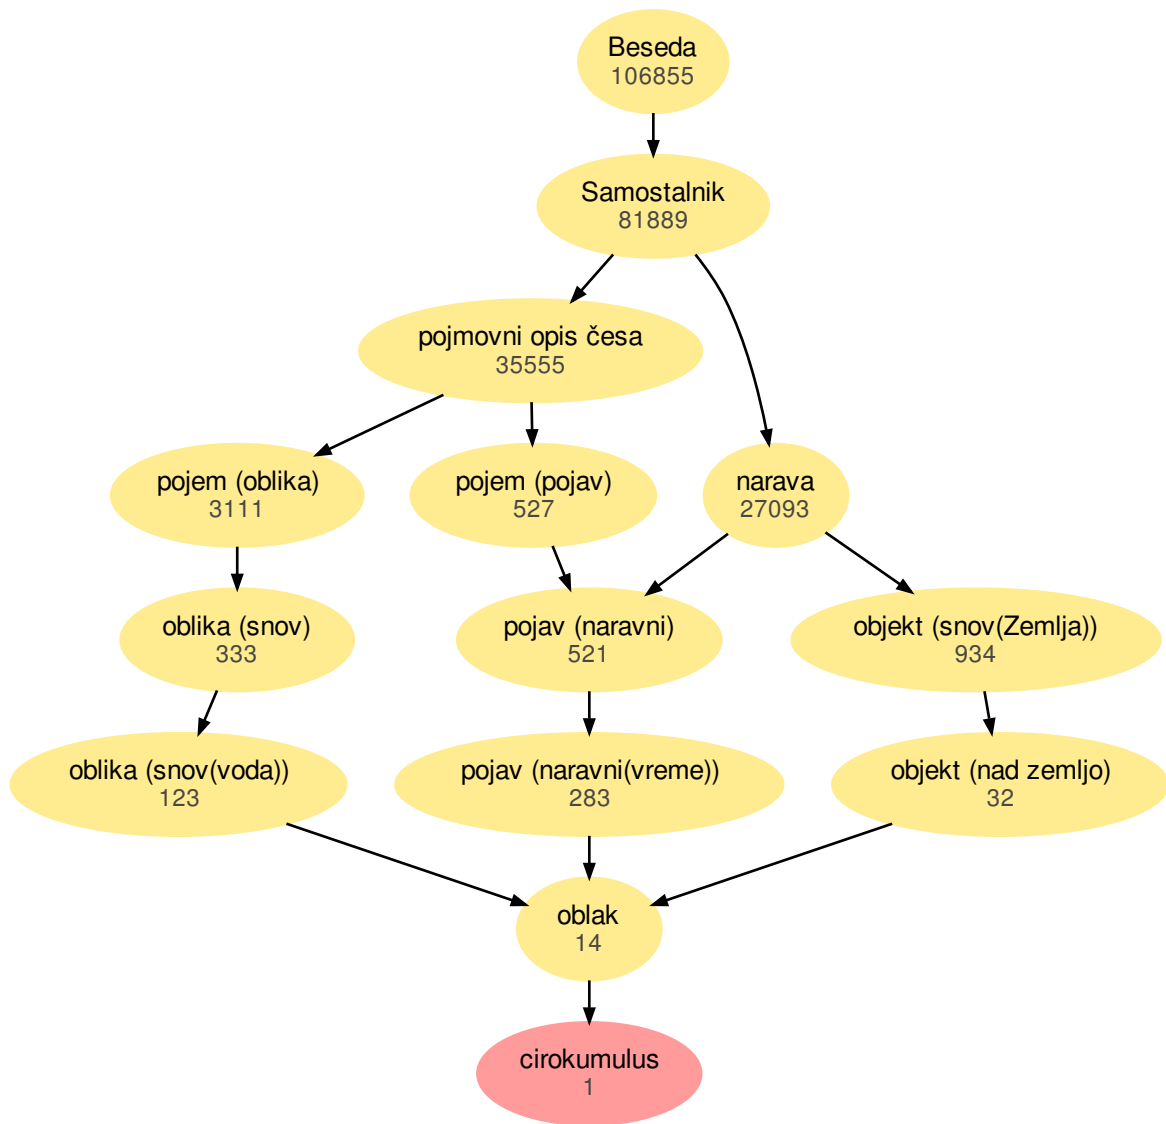 Beseda
106855
Samostalnik
81889
pojmovni opis česa
35555
pojem (oblika)
3111
pojem (pojav)
527
narava
27093
oblika (snov)
333
pojav (naravni)
521
objekt (snov(Zemlja))
934
oblika (snov(voda))
123
pojav (naravni(vreme))
283
objekt (nad zemljo)
32
oblak
14
cirokumulus
1